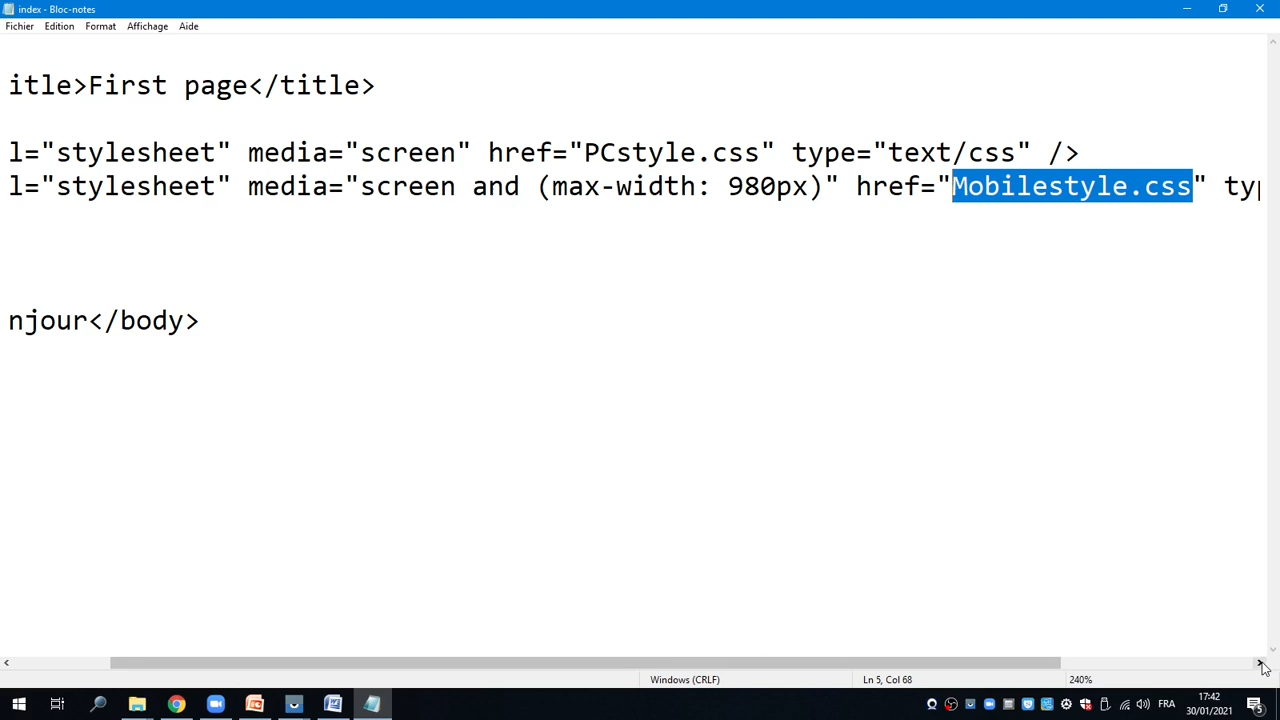 index - Bloc-notes
Fichier Edition Format Affichage Aide
itle>First page</title>
l="stylesheet" media="screen" href="PCstyle.css" type="text/css" />
l="stylesheet" media="screen and (max-width: 980px)" href="Mobilestyle.css" typ
njour</body>
Windows (CRLF) Ln 5, Col 68 240%
17:42
FRA 30/01/2021 5